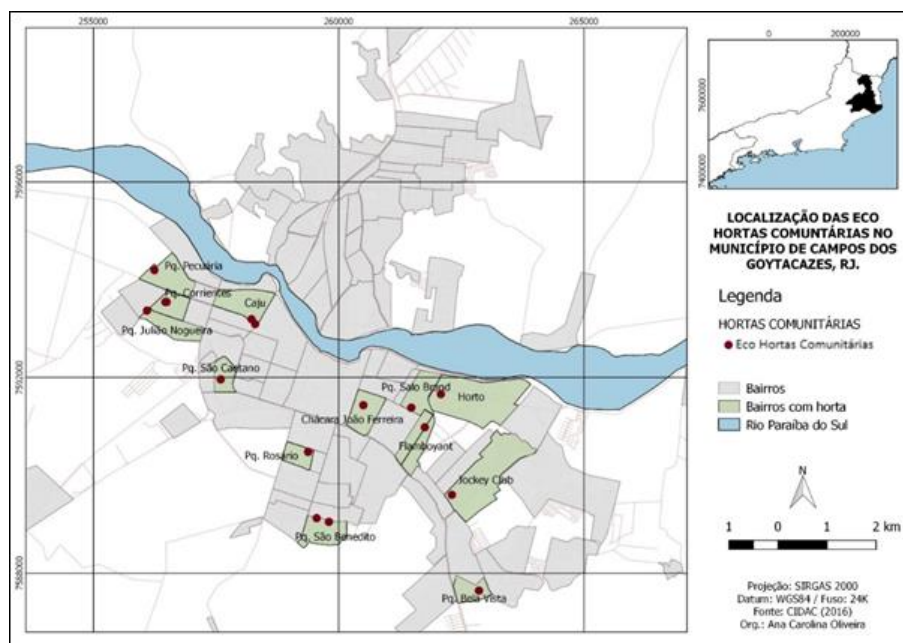 255000
260000
265000
7596000
7592000
7588000
Pq. Pecuária
Pq. Corrientes
Caju
Pq. Julião Nogueira
Pq. São Caetano
Pq. Salo Brand
Horto
Chácara João Ferreira
Flamboyant
Pq. Rosário
Jockey Club
Pq. São Benedito
Pq. Bela Vista
0
200000
7600000
7400000
LOCALIZAÇÃO DAS ECO
HORTAS COMUNTÁRIAS NO
MUNICÍPIO DE CAMPOS DOS
GOYTACAZES, RJ.
Legenda
HORTAS COMUNITÁRIAS
Eco Hortas Comunitárias
Bairros
Bairros com horta
Rio Paraíba do Sul
N
1 0 1 2 km
Projeção: SIRGAS 2000
Datum: WGS84 / Fuso: 24K
Fonte: CIDAC (2016)
Org.: Ana Carolina Oliveira